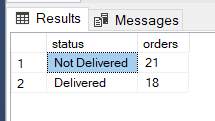 Results Messages
status orders
1 Not Delivered 21
2 Delivered 18